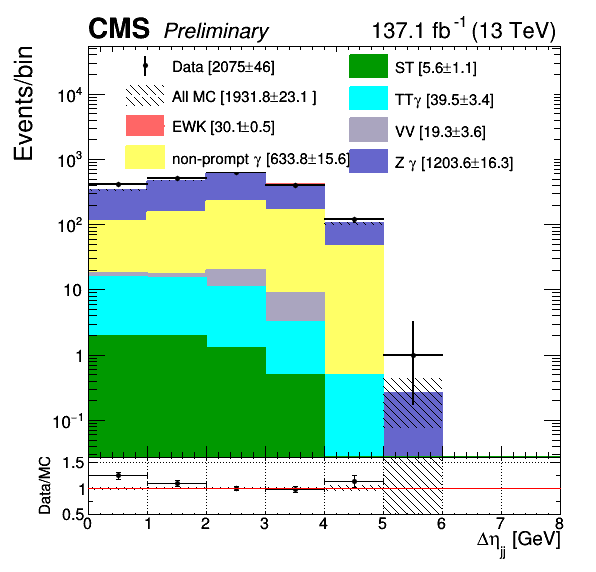 CMS Preliminary 137.1 fb⁻¹ (13 TeV)
Events/bin
Data [2075±46]
All MC [1931.8±23.1 ]
EWK [30.1±0.5]
non-prompt γ [633.8±15.6]
ST [5.6±1.1]
TTγ [39.5±3.4]
VV [19.3±3.6]
Z γ [1203.6±16.3]
10⁴
10³
10²
10
1
10⁻¹
Data/MC
1.5
1
0.5
0 1 2 3 4 5 6 7 8
Δη_jj [GeV]